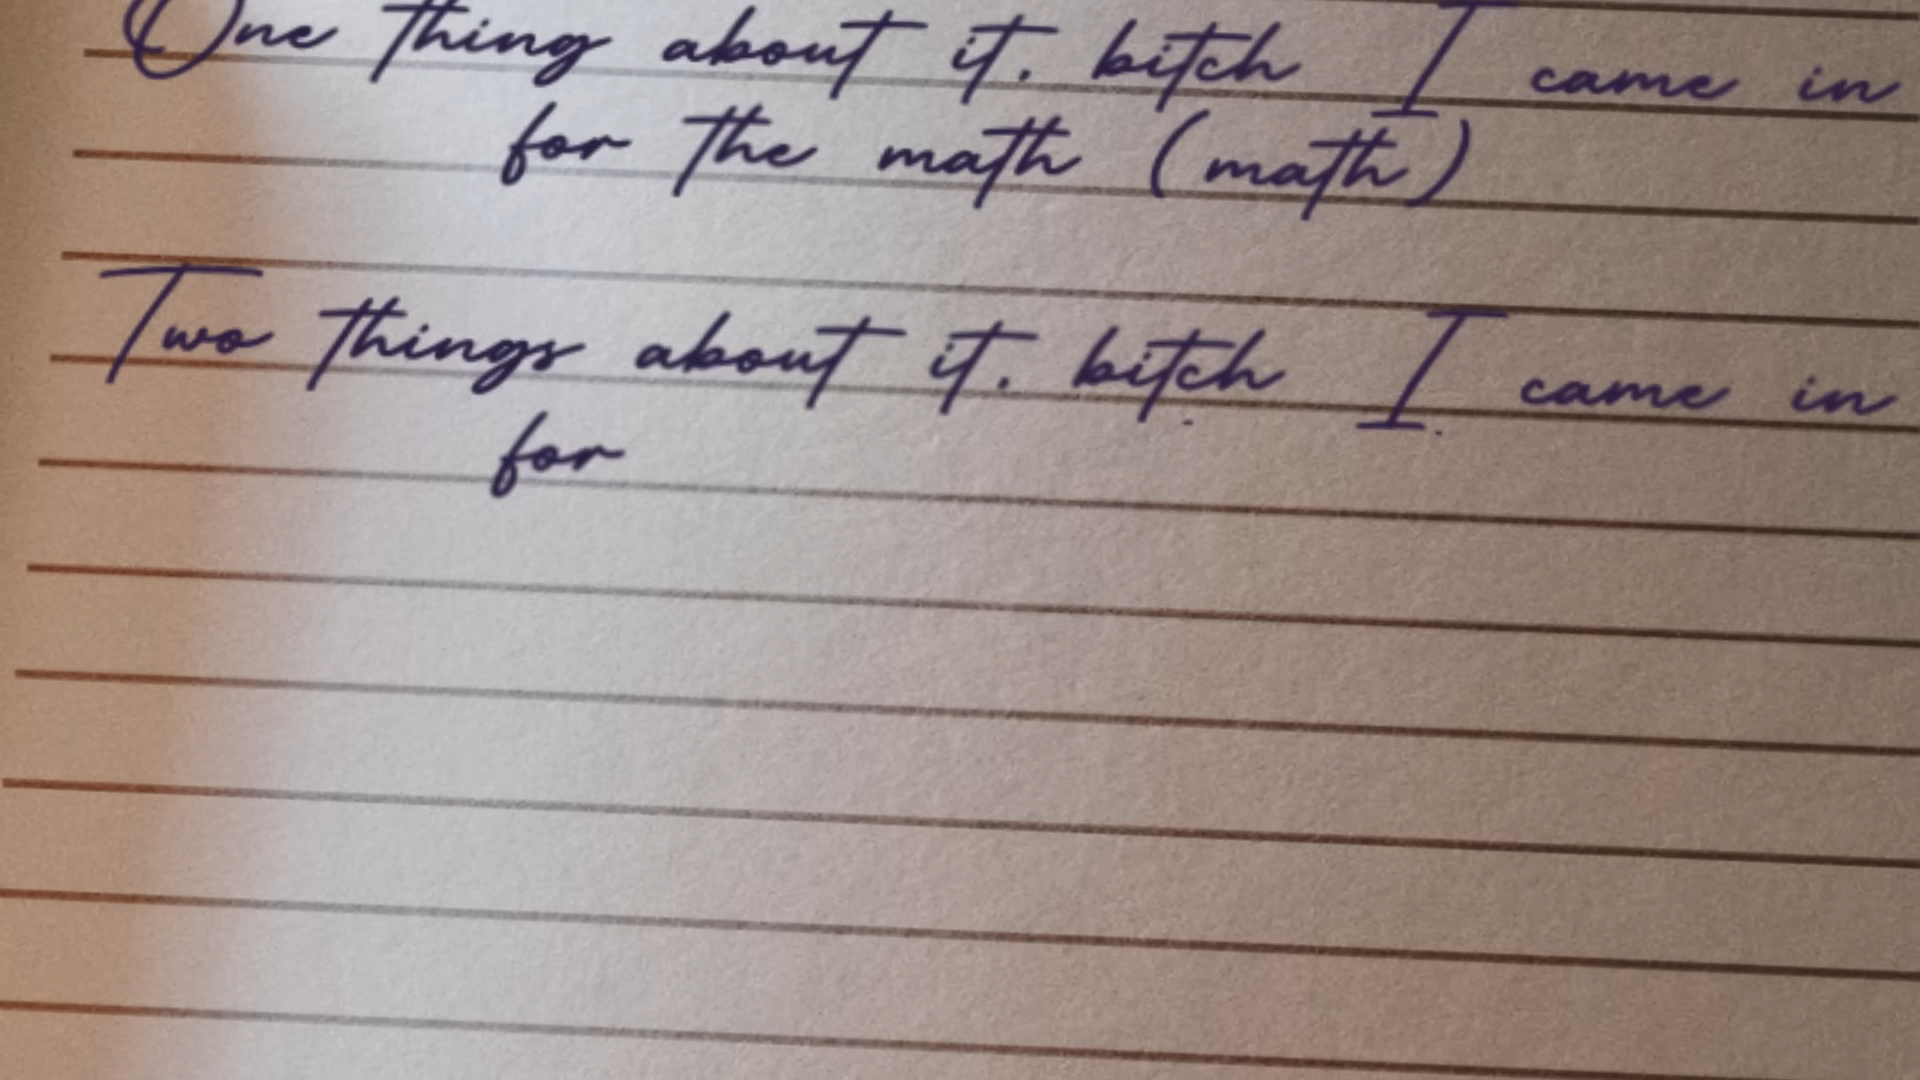 One thing about it, bitch I came in
for the math (math)
Two things about it, bitch I came in
for